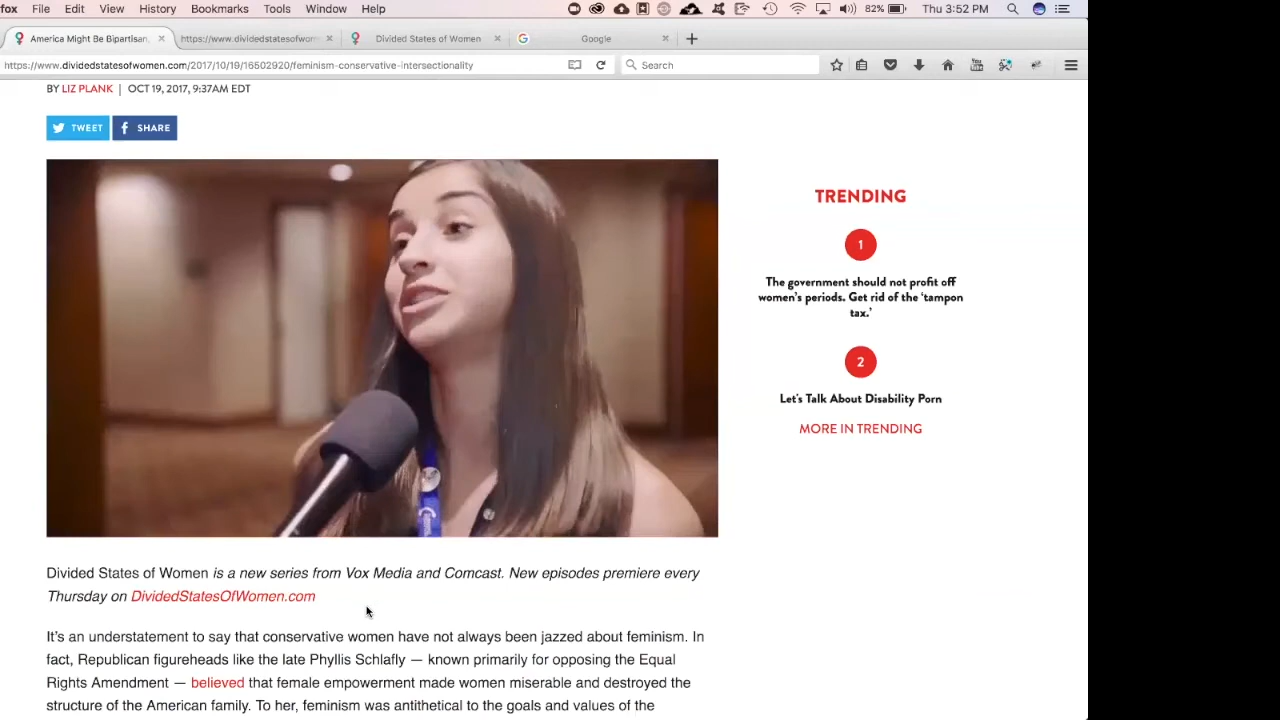 fox File Edit View History Bookmarks Tools Window Help 82% Thu 3:52 PM
America Might Be Bipartisan, https://www.dividedstatesofwom Divided States of Women Google
https://www.dividedstatesofwomen.com/2017/10/19/16502920/feminism-conservative-intersectionality Search
BY LIZ PLANK | OCT 19, 2017, 9:37AM EDT
TWEET SHARE
TRENDING
1
The government should not profit off
women's periods. Get rid of the 'tampon
tax.'
2
Let's Talk About Disability Porn
MORE IN TRENDING
Divided States of Women is a new series from Vox Media and Comcast. New episodes premiere every
Thursday on DividedStatesOfWomen.com
It's an understatement to say that conservative women have not always been jazzed about feminism. In
fact, Republican figureheads like the late Phyllis Schlafly — known primarily for opposing the Equal
Rights Amendment — believed that female empowerment made women miserable and destroyed the
structure of the American family. To her, feminism was antithetical to the goals and values of the